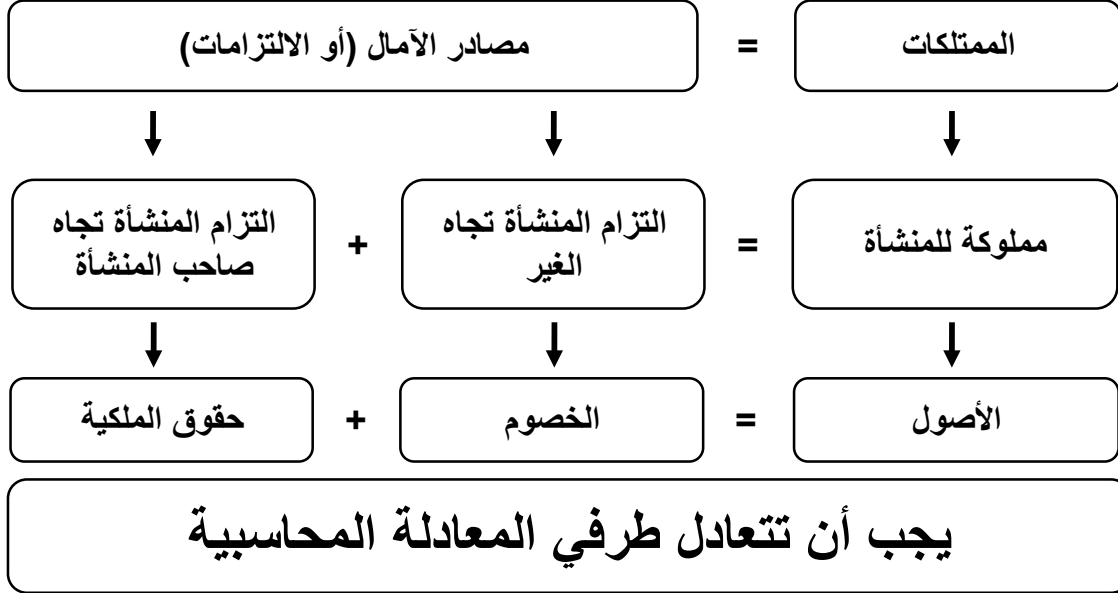 الممتلكات = مصادر الآمال (أو الالتزامات)
مملوكة للمنشأة = التزام المنشأة تجاه الغير + التزام المنشأة تجاه صاحب المنشأة
الأصول = الخصوم + حقوق الملكية
يجب أن تتعادل طرفي المعادلة المحاسبية